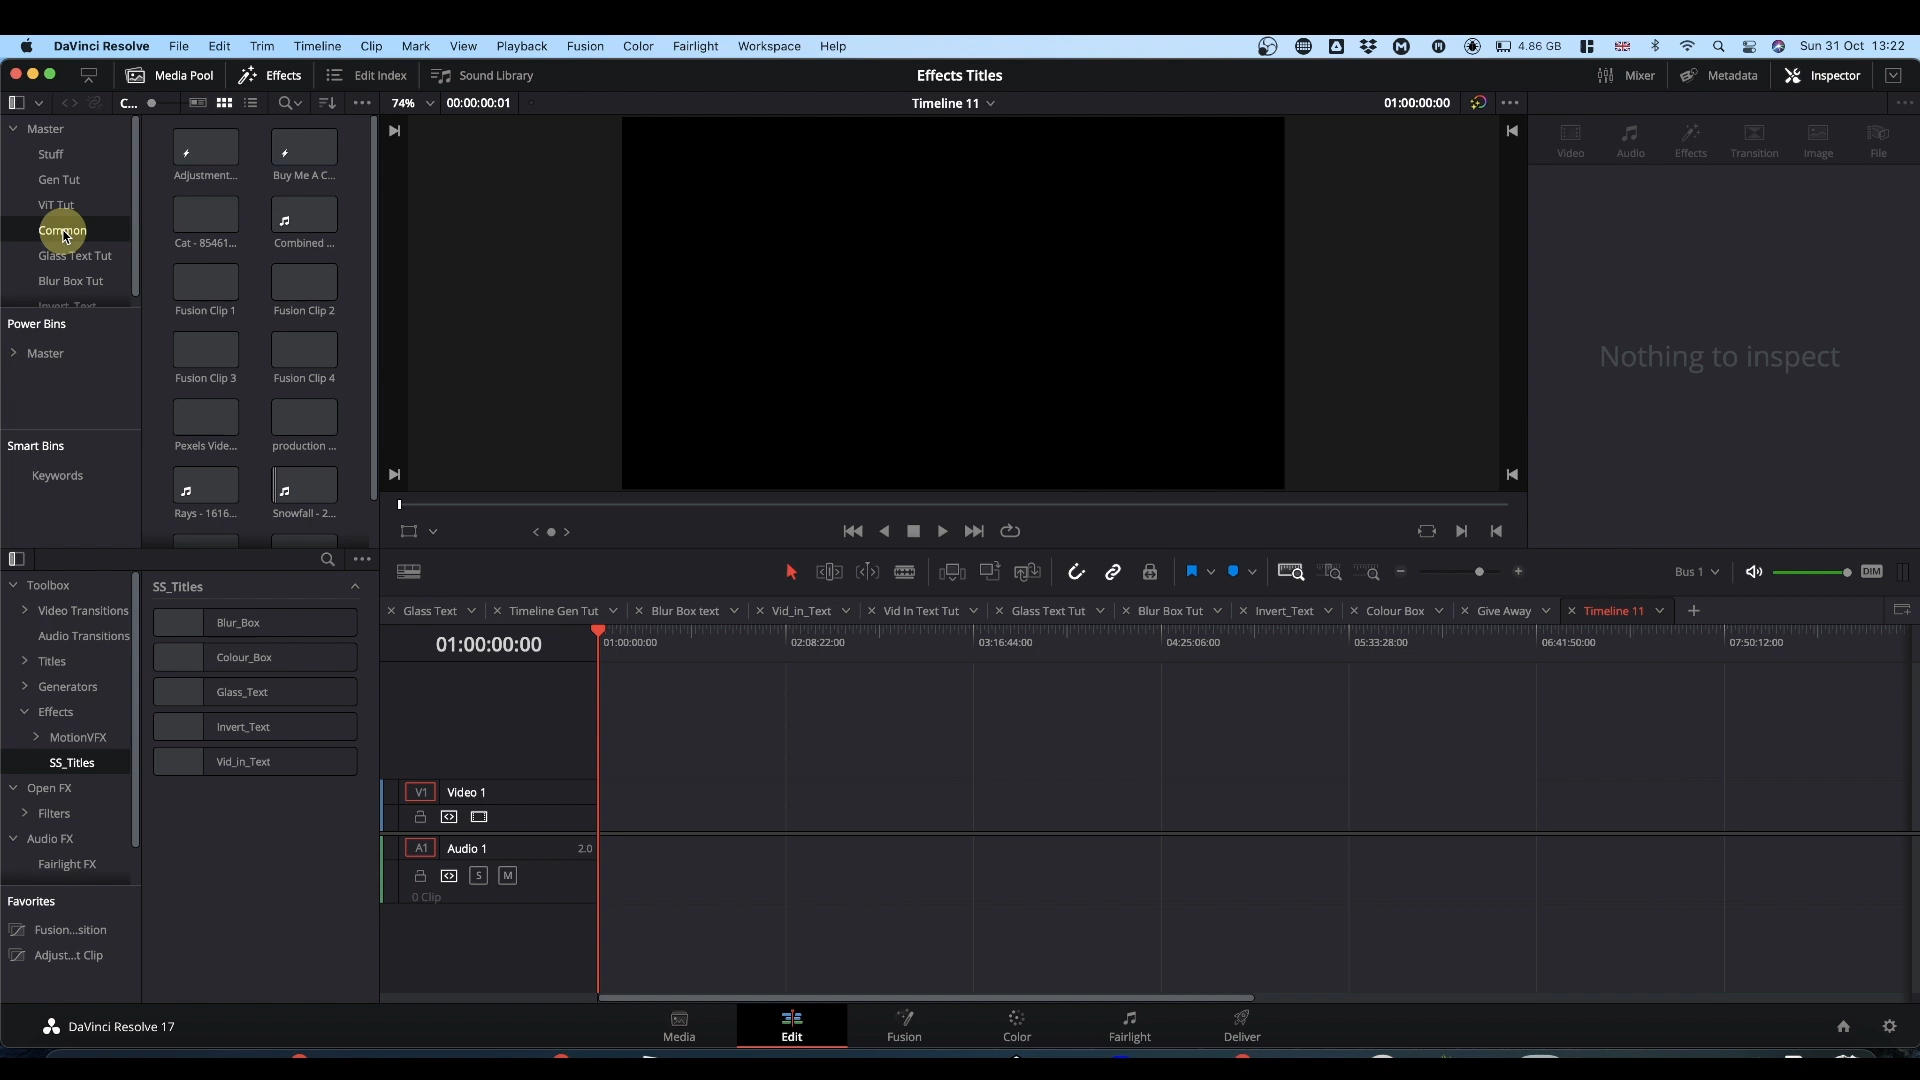 DaVinci Resolve File Edit Trim Timeline Clip Mark View Playback Fusion Color Fairlight Workspace Help 4.86 GB Sun 31 Oct 13:22
Media Pool Effects Edit Index Sound Library Effects Titles Mixer Metadata Inspector
C... 74% 00:00:00:01 Timeline 11 01:00:00:00
Master
Stuff
Gen Tut
ViT Tut
Common
Glass Text Tut
Blur Box Tut
Invert_Text
Power Bins
Master
Smart Bins
Keywords
Adjustment... Buy Me A C...
Cat - 85461... Combined ...
Fusion Clip 1 Fusion Clip 2
Fusion Clip 3 Fusion Clip 4
Pexels Vide... production ...
Rays - 1616... Snowfall - 2...
Video Audio Effects Transition Image File
Nothing to inspect
Toolbox
Video Transitions
Audio Transitions
Titles
Generators
Effects
MotionVFX
SS_Titles
Open FX
Filters
Audio FX
Fairlight FX
Favorites
Fusion...sition
Adjust...t Clip
SS_Titles
Blur_Box
Colour_Box
Glass_Text
Invert_Text
Vid_in_Text
Bus 1 DIM
Glass Text Timeline Gen Tut Blur Box text Vid_in_Text Vid In Text Tut Glass Text Tut Blur Box Tut Invert_Text Colour Box Give Away Timeline 11
01:00:00:00 01:00:00:00 02:08:22:00 03:16:44:00 04:25:06:00 05:33:28:00 06:41:50:00 07:50:12:00
V1 Video 1
A1 Audio 1 2.0
S M
0 Clip
DaVinci Resolve 17 Media Edit Fusion Color Fairlight Deliver